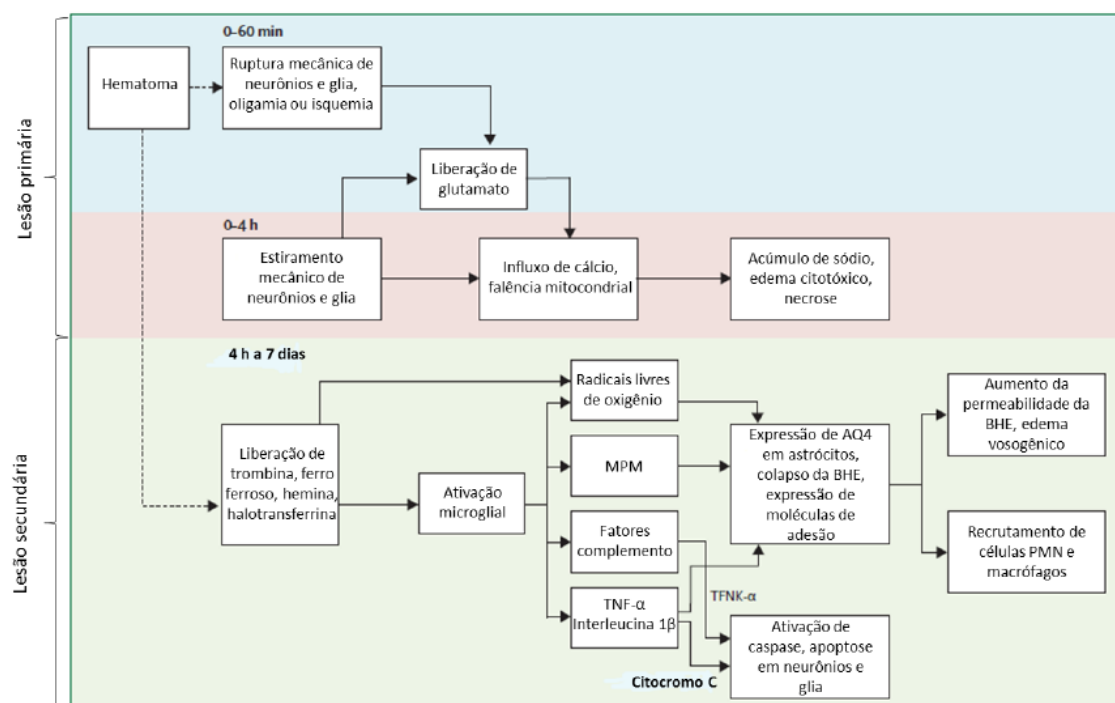 Lesão primária
0–60 min
Hematoma
Ruptura mecânica de
neurônios e glia,
oligamia ou isquemia
Liberação de
glutamato
0–4 h
Estiramento
mecânico de
neurônios e glia
Influxo de cálcio,
falência mitocondrial
Acúmulo de sódio,
edema citotóxico,
necrose
Lesão secundária
4 h a 7 dias
Liberação de
trombina, ferro
ferroso, hemina,
halotransferrina
Ativação
microglial
Radicais livres
de oxigênio
MPM
Fatores
complemento
TNF-α
Interleucina 1β
Expressão de AQ4
em astrócitos,
colapso da BHE,
expressão de
moléculas de
adesão
TFNK-α
Citocromo C
Ativação de
caspase, apoptose
em neurônios e
glia
Aumento da
permeabilidade da
BHE, edema
vosogênico
Recrutamento de
células PMN e
macrófagos